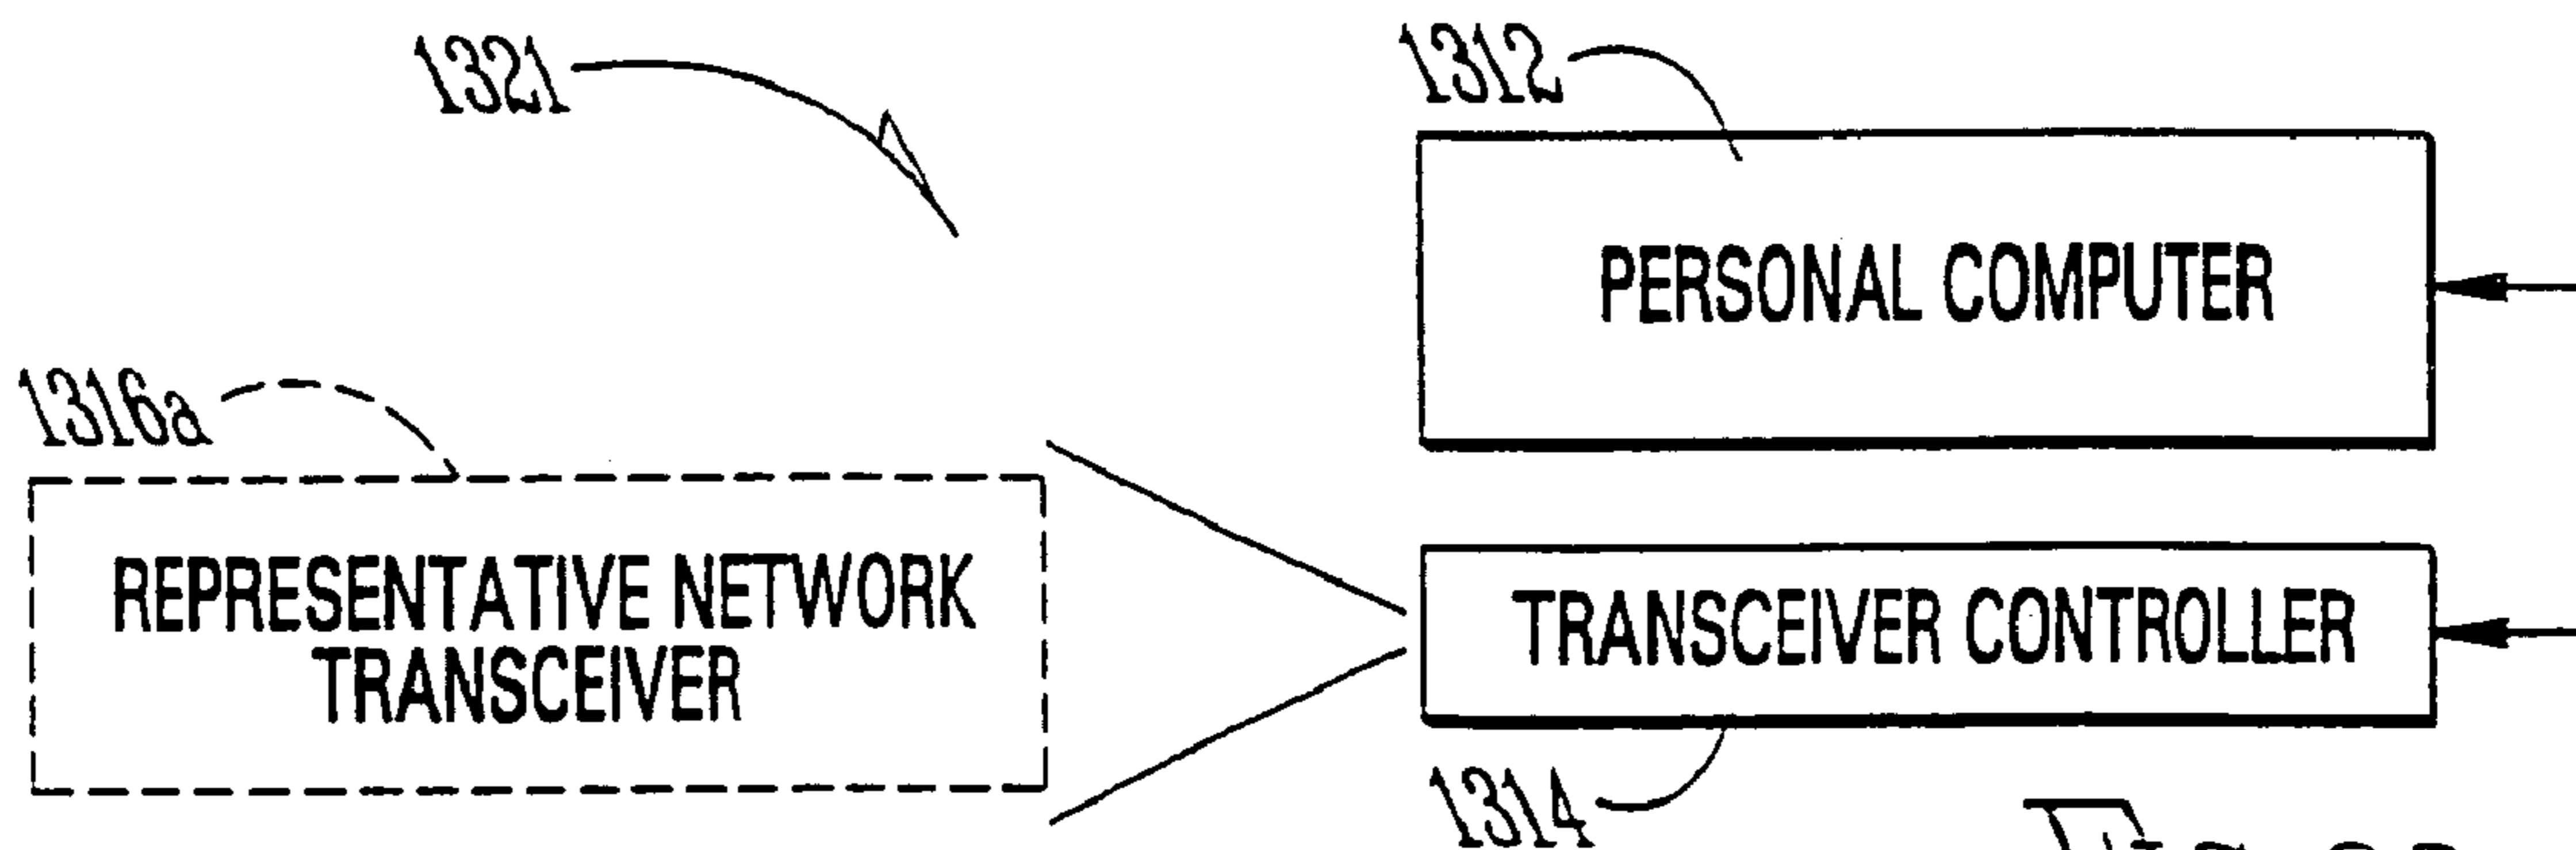 1321
1312
PERSONAL COMPUTER
1316a
REPRESENTATIVE NETWORK
TRANSCEIVER
TRANSCEIVER CONTROLLER
1314